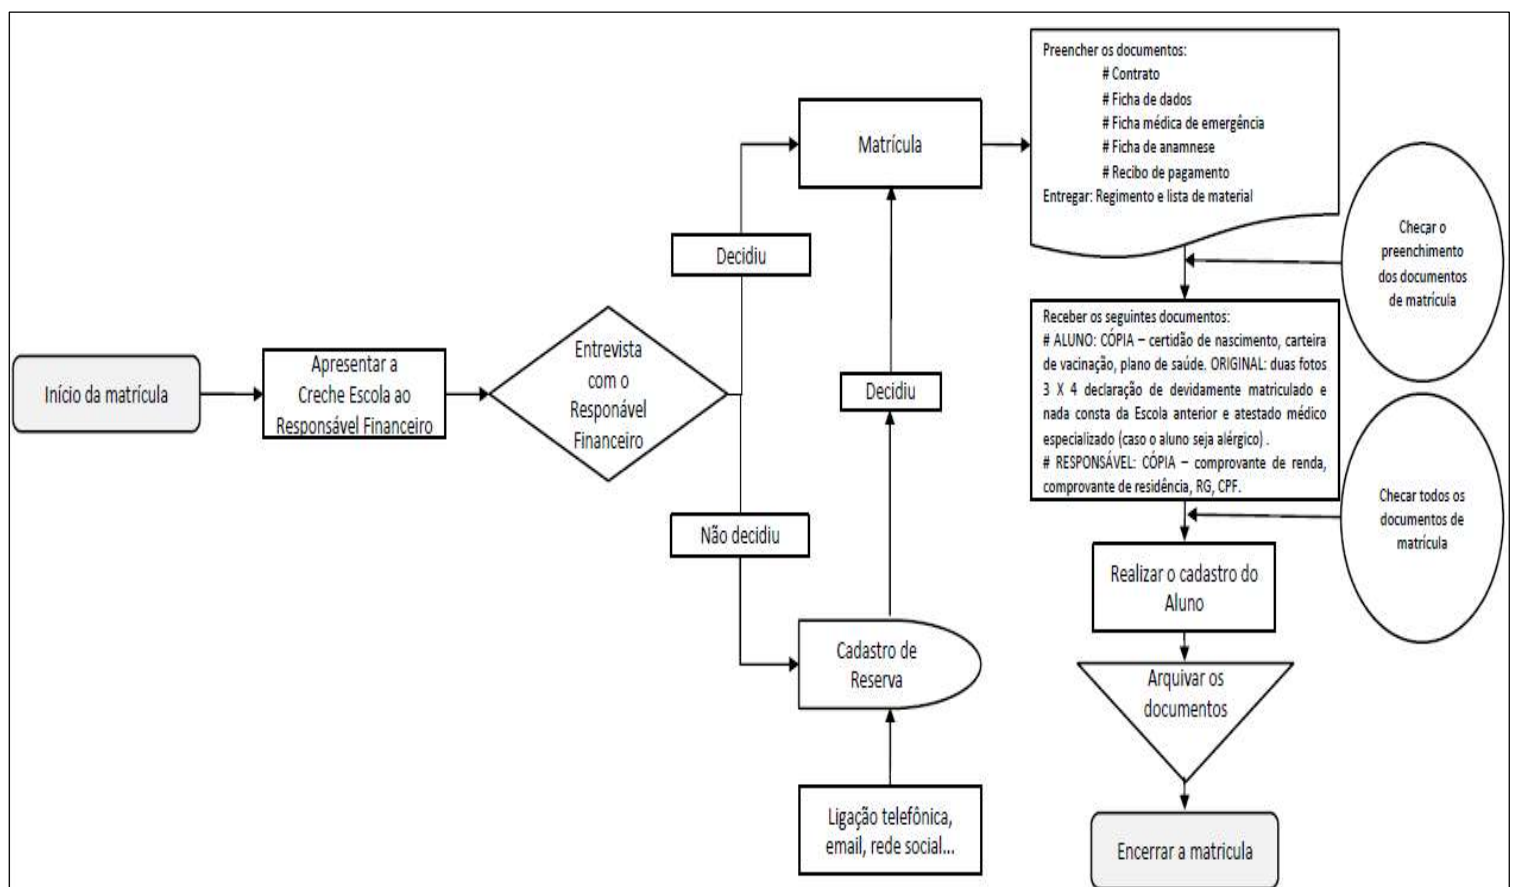 Início da matrícula
Apresentar a
Creche Escola ao
Responsável Financeiro
Entrevista
com o
Responável
Financeiro
Decidiu
Não decidiu
Matrícula
Decidiu
Cadastro de
Reserva
Ligação telefônica,
email, rede social...
Preencher os documentos:
# Contrato
# Ficha de dados
# Ficha médica de emergência
# Ficha de anamnese
# Recibo de pagamento
Entregar: Regimento e lista de material
Checar o
preenchimento
dos documentos
de matrícula
Receber os seguintes documentos:
# ALUNO: CÓPIA – certidão de nascimento, carteira
de vacinação, plano de saúde. ORIGINAL: duas fotos
3 X 4 declaração de devidamente matriculado e
nada consta da Escola anterior e atestado médico
especializado (caso o aluno seja alérgico) .
# RESPONSÁVEL: CÓPIA – comprovante de renda,
comprovante de residência, RG, CPF.
Checar todos os
documentos de
matrícula
Realizar o cadastro do
Aluno
Arquivar os
documentos
Encerrar a matricula